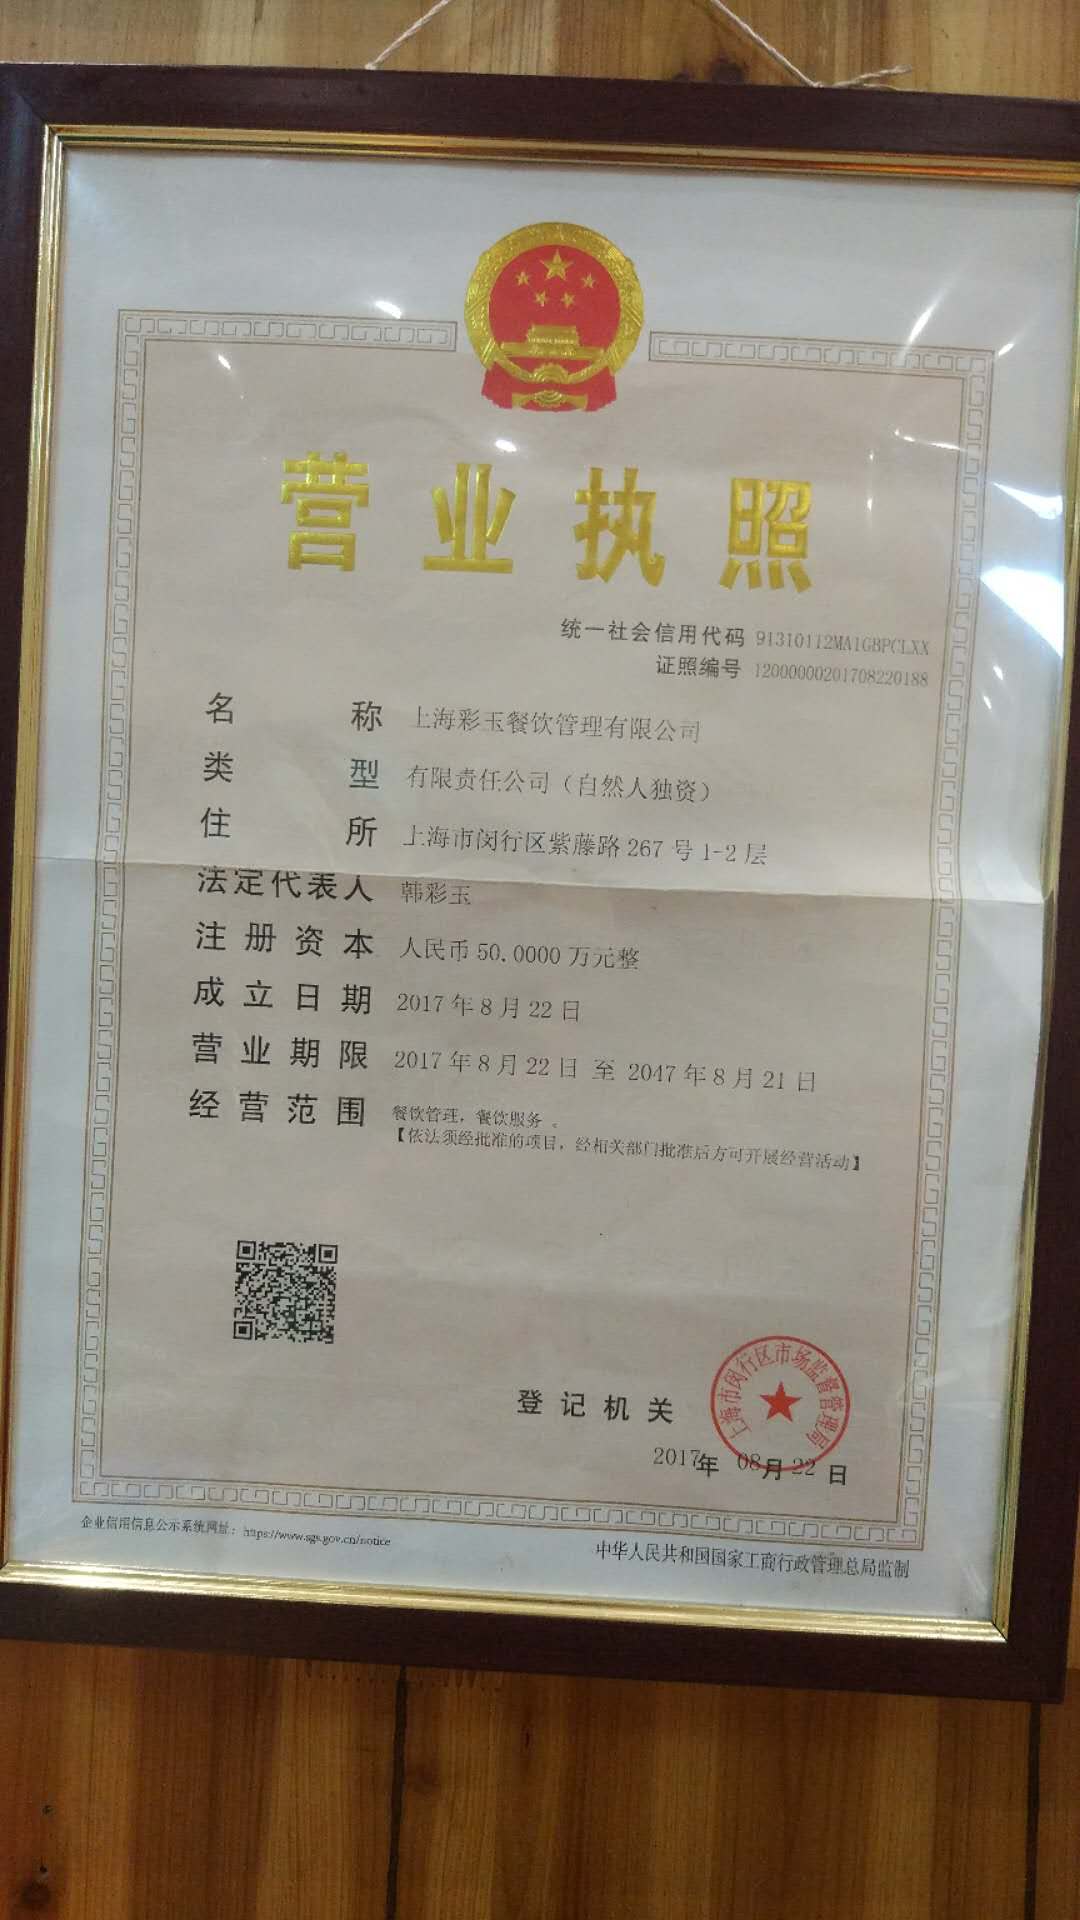 营业执照
统一社会信用代码 91310112MA1GBPCLXX
证照编号 12000000201708220188
名称 上海彩玉餐饮管理有限公司
类型 有限责任公司（自然人独资）
住所 上海市闵行区紫藤路267号1-2层
法定代表人 韩彩玉
注册资本 人民币50.0000万元整
成立日期 2017年8月22日
营业期限 2017年8月22日 至 2047年8月21日
经营范围 餐饮管理，餐饮服务。
【依法须经批准的项目，经相关部门批准后方可开展经营活动】
上海市闵行区市场监督管理局
登记机关
2017年 08月 22日
企业信用信息公示系统网址：https://www.sgs.gov.cn/notice
中华人民共和国国家工商行政管理总局监制